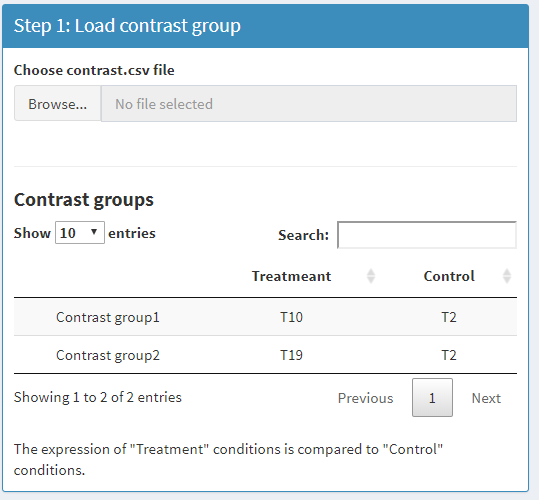 Step 1: Load contrast group
Choose contrast.csv file
Browse... No file selected
Contrast groups
Show 10 entries Search:
Treatmeant Control
Contrast group1 T10 T2
Contrast group2 T19 T2
Showing 1 to 2 of 2 entries Previous 1 Next
The expression of "Treatment" conditions is compared to "Control"
conditions.